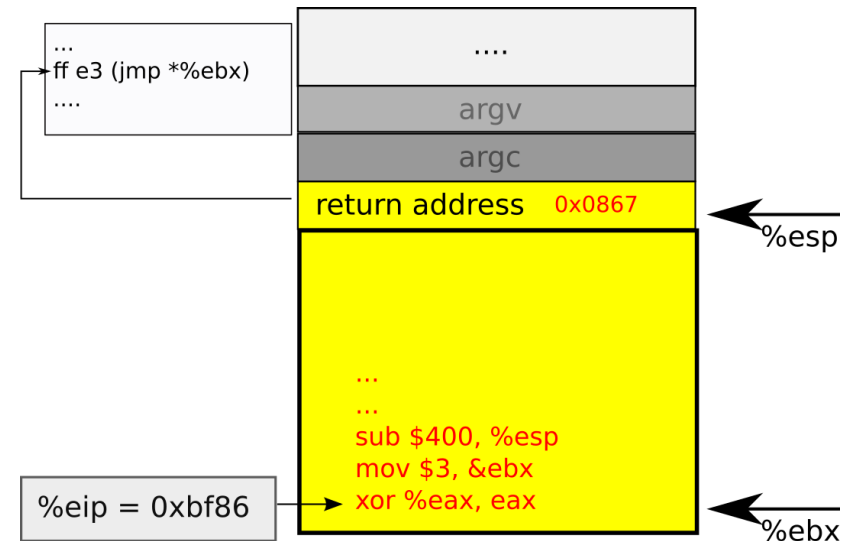 ...
ff e3 (jmp *%ebx)
....
....
argv
argc
return address 0x0867
%esp
...
...
sub $400, %esp
mov $3, &ebx
xor %eax, eax
%eip = 0xbf86
%ebx